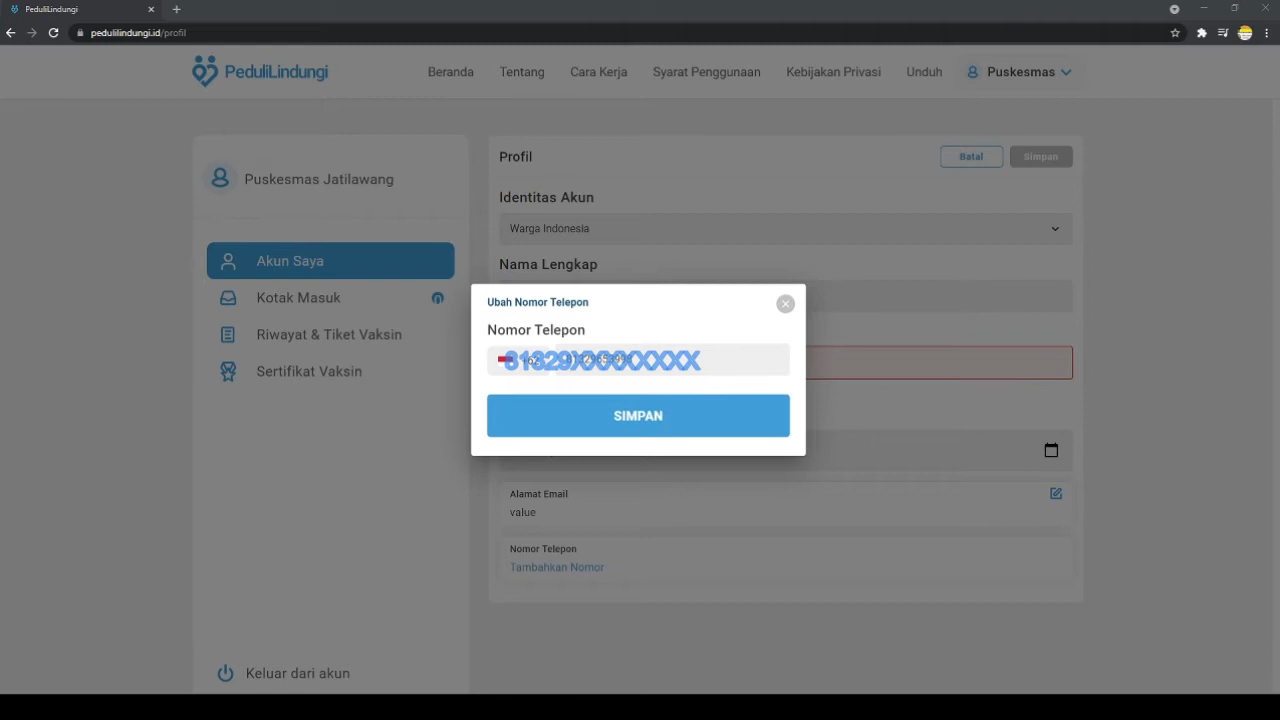 PeduliLindungi
pedulilindungi.id/profil
PeduliLindungi
Beranda
Tentang
Cara Kerja
Syarat Penggunaan
Kebijakan Privasi
Unduh
Puskesmas
Puskesmas Jatilawang
Akun Saya
Kotak Masuk
Riwayat & Tiket Vaksin
Sertifikat Vaksin
Keluar dari akun
Profil
Batal
Simpan
Identitas Akun
Warga Indonesia
Nama Lengkap
Ubah Nomor Telepon
Nomor Telepon
81329XXXXXXXX
SIMPAN
Alamat Email
value
Nomor Telepon
Tambahkan Nomor